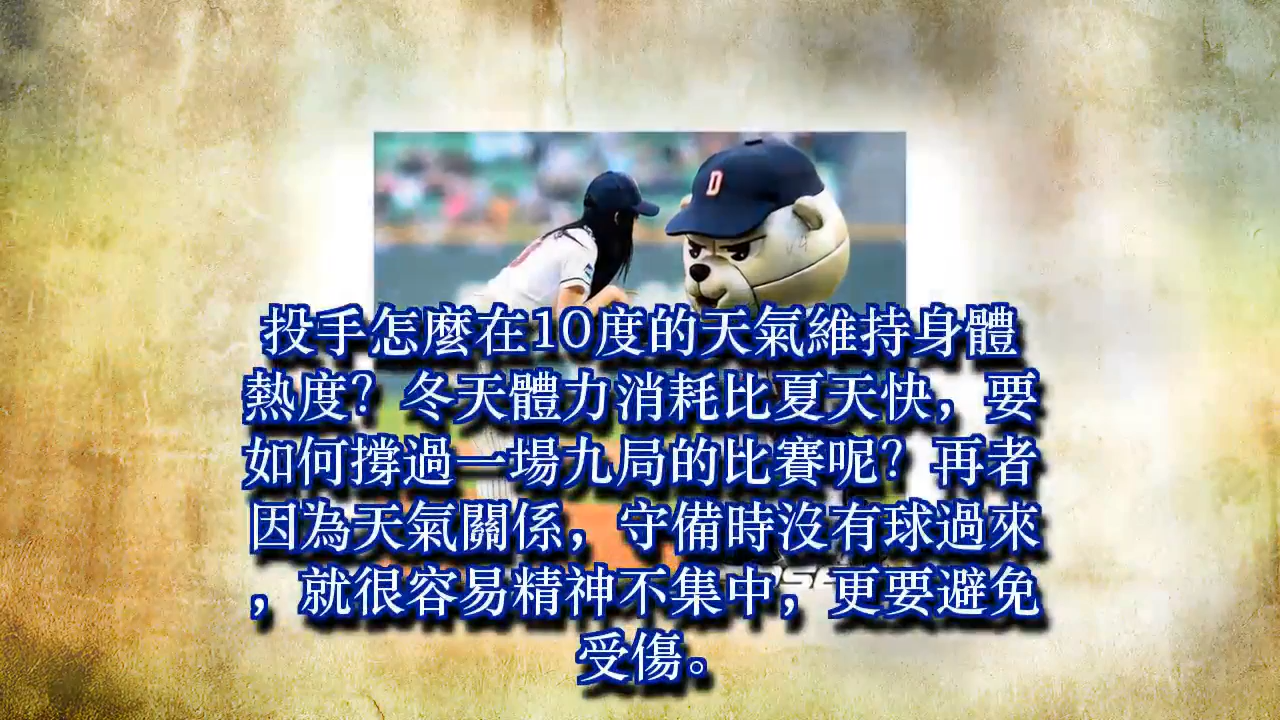 D
投手怎麼在10度的天氣維持身體
熱度？冬天體力消耗比夏天快，要
如何撐過一場九局的比賽呢？再者
因為天氣關係，守備時沒有球過來
，就很容易精神不集中，更要避免
受傷。